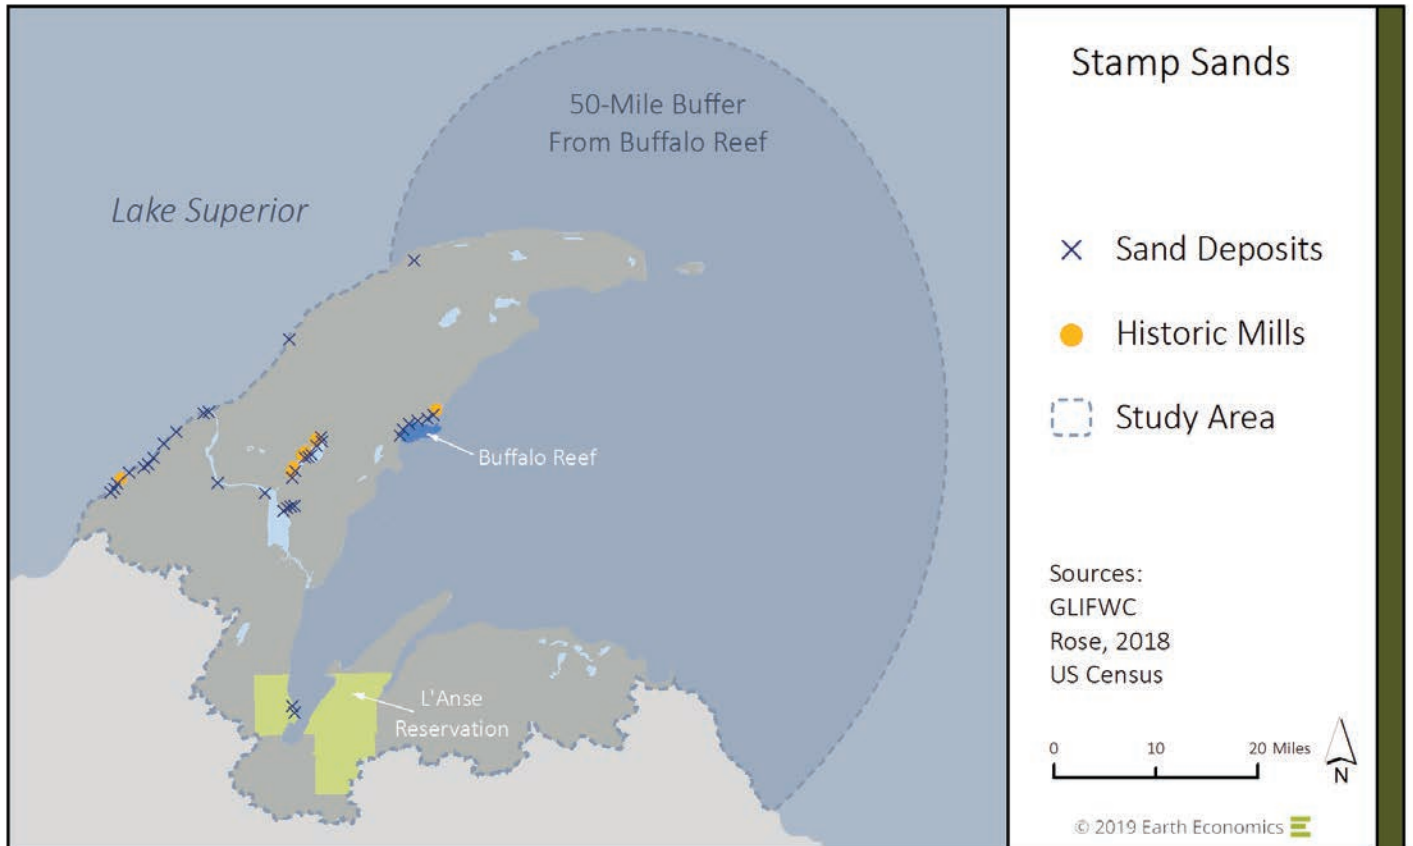 50-Mile Buffer
From Buffalo Reef
Lake Superior
Buffalo Reef
L'Anse
Reservation
Stamp Sands
Sand Deposits
Historic Mills
Study Area
Sources:
GLIFWC
Rose, 2018
US Census
0 10 20 Miles
N
© 2019 Earth Economics